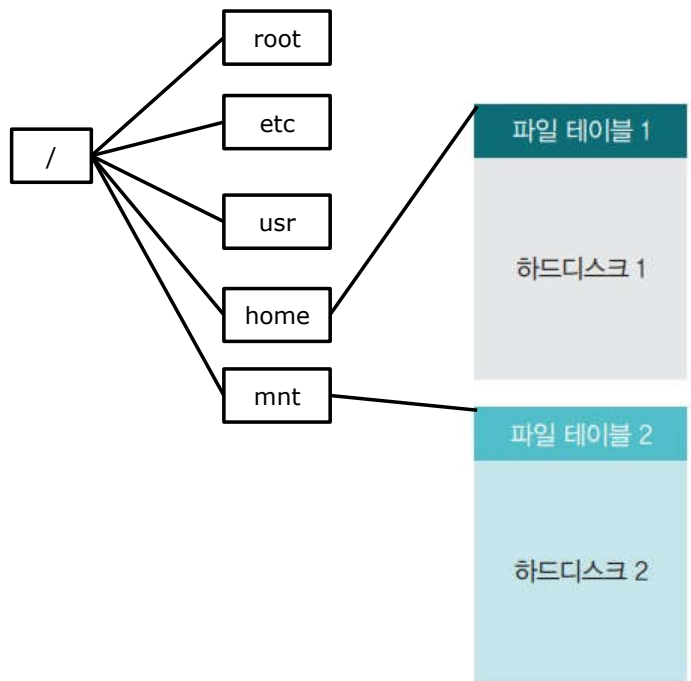 root
etc
/
usr
home
mnt
파일 테이블 1
하드디스크 1
파일 테이블 2
하드디스크 2